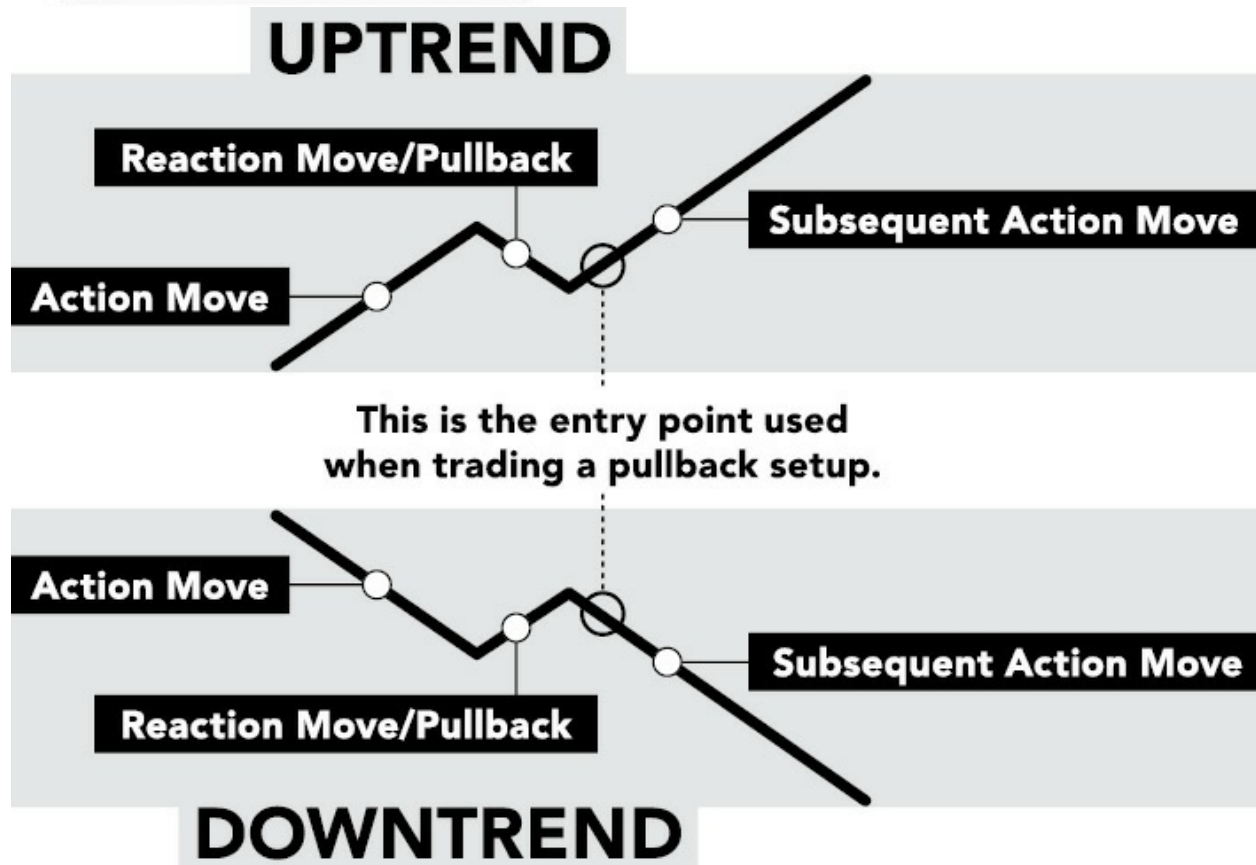 UPTREND
Reaction Move/Pullback
Subsequent Action Move
Action Move
This is the entry point used
when trading a pullback setup.
Action Move
Subsequent Action Move
Reaction Move/Pullback
DOWNTREND